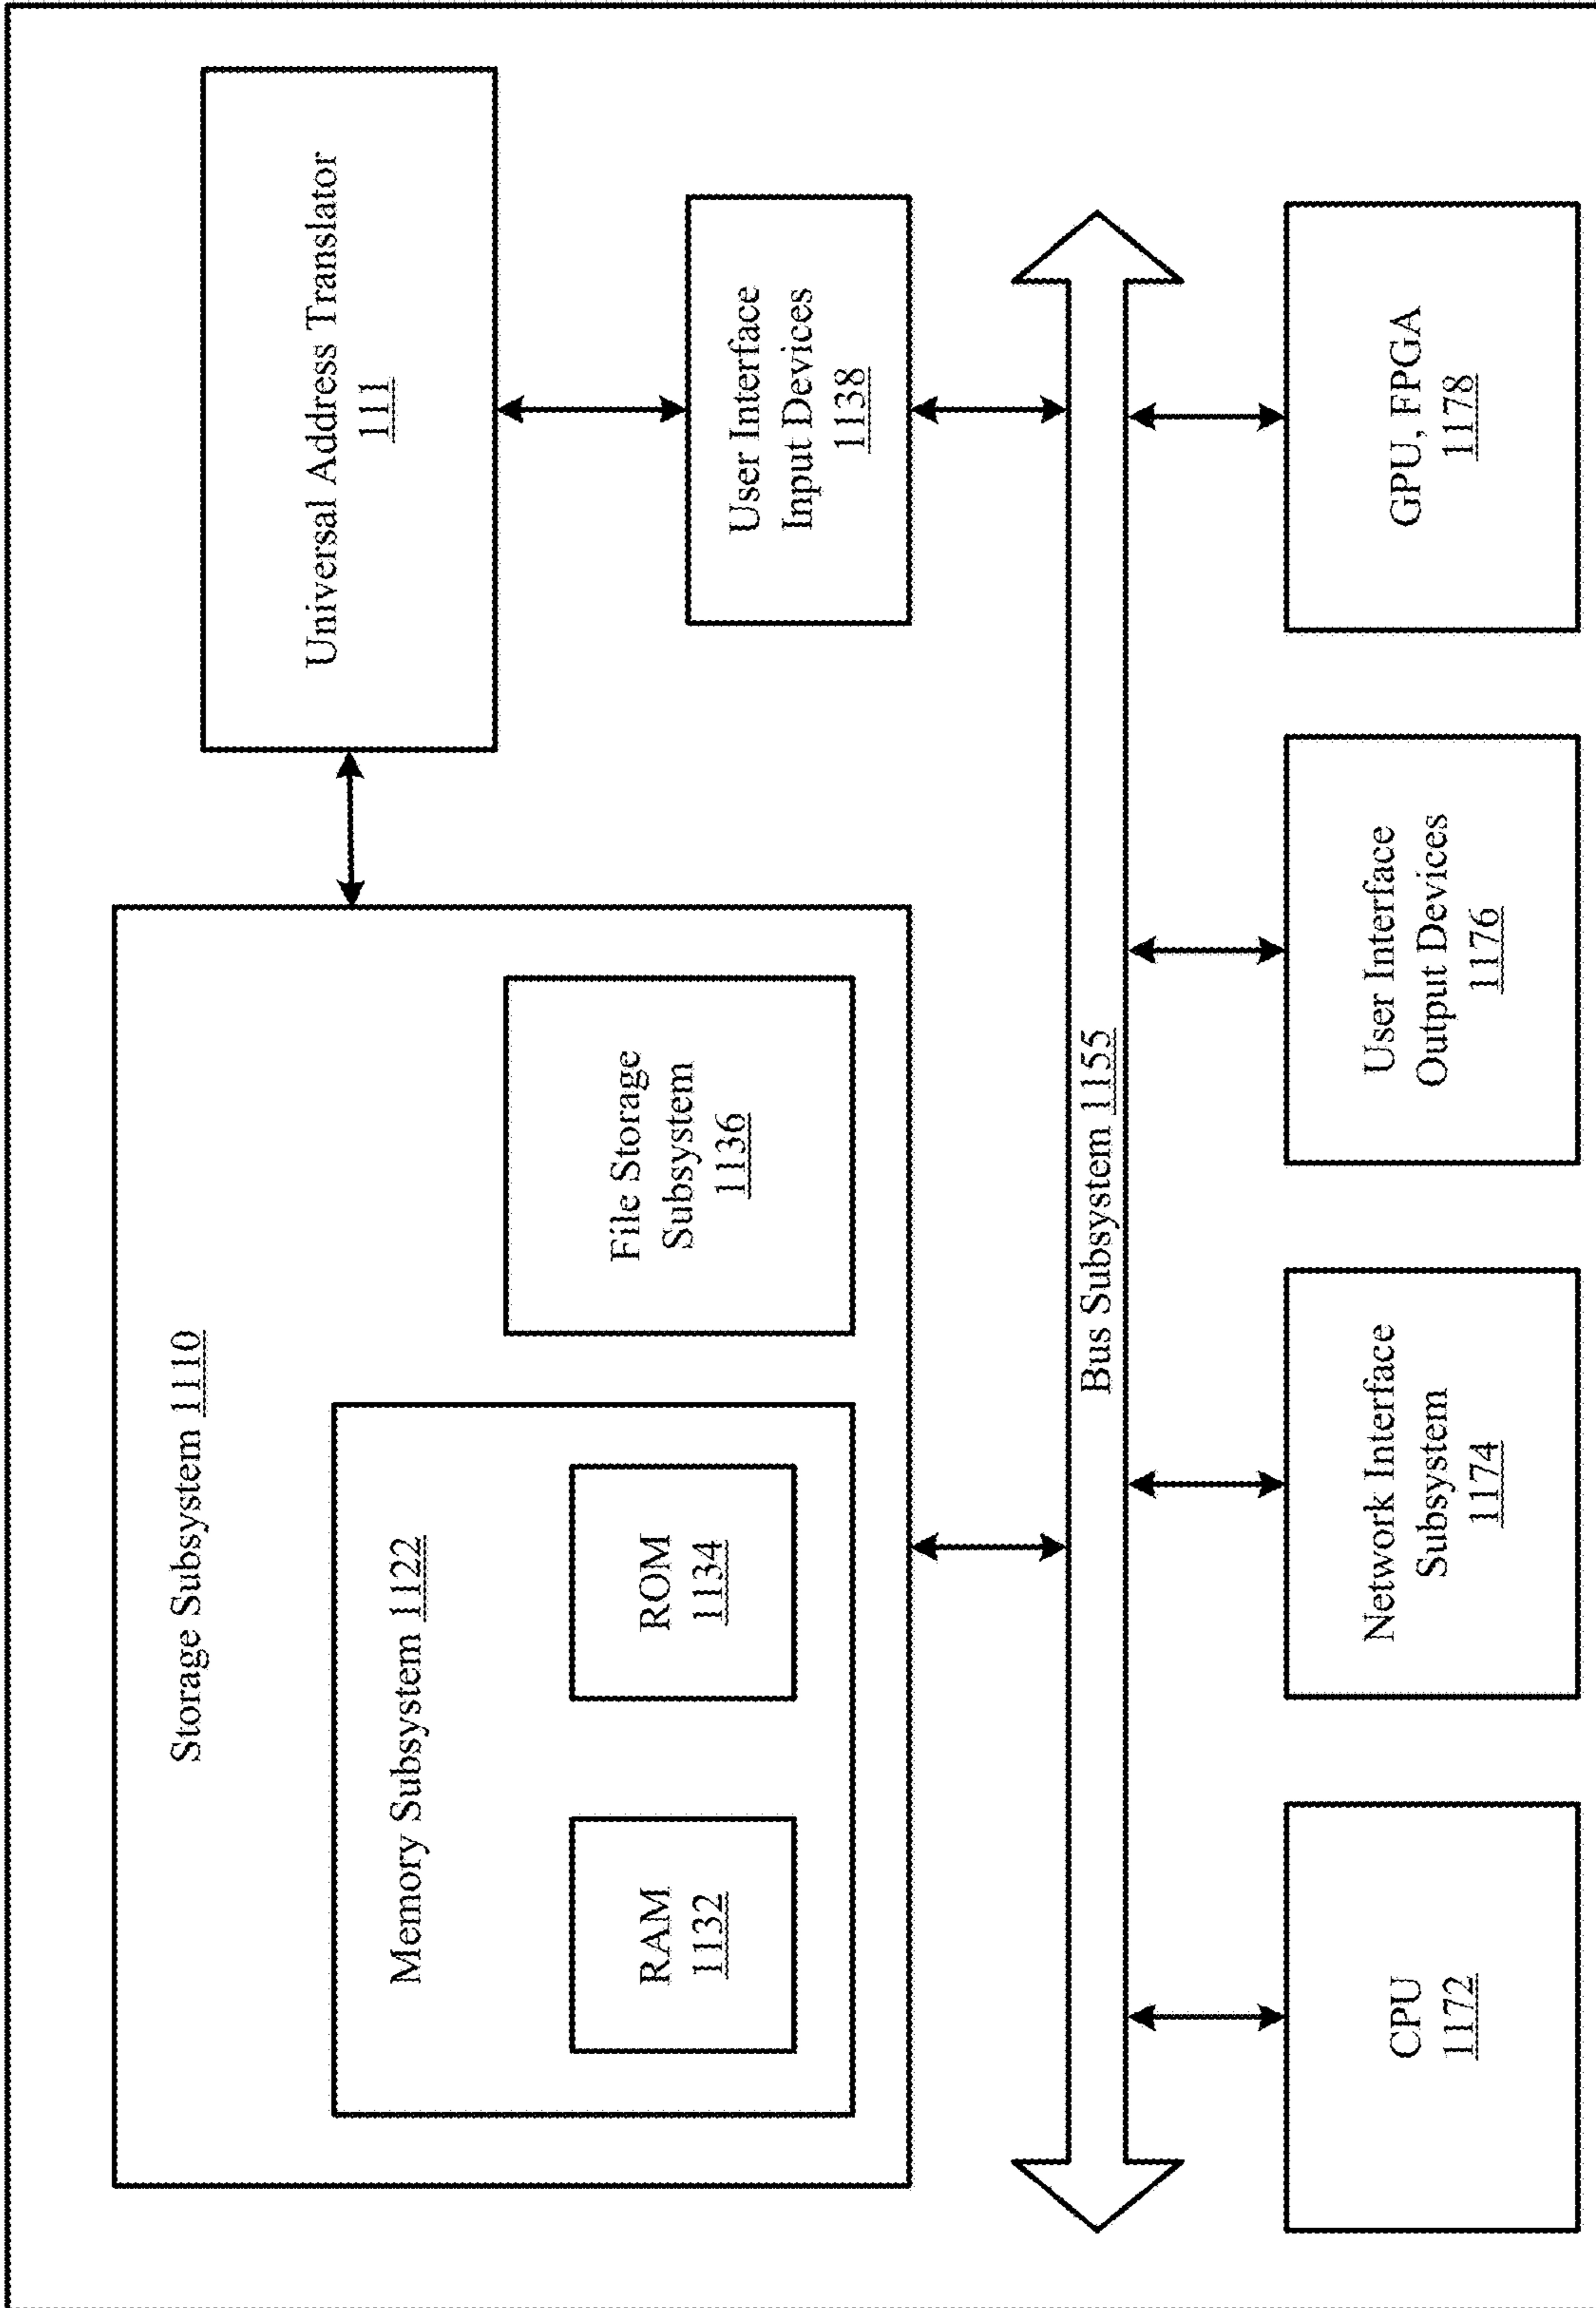 Storage Subsystem 1110
Memory Subsystem 1122
RAM
1132
ROM
1134
File Storage
Subsystem
1136
Universal Address Translator
111
User Interface
Input Devices
1138
Bus Subsystem 1155
CPU
1172
Network Interface
Subsystem
1174
User Interface
Output Devices
1176
GPU, FPGA
1178